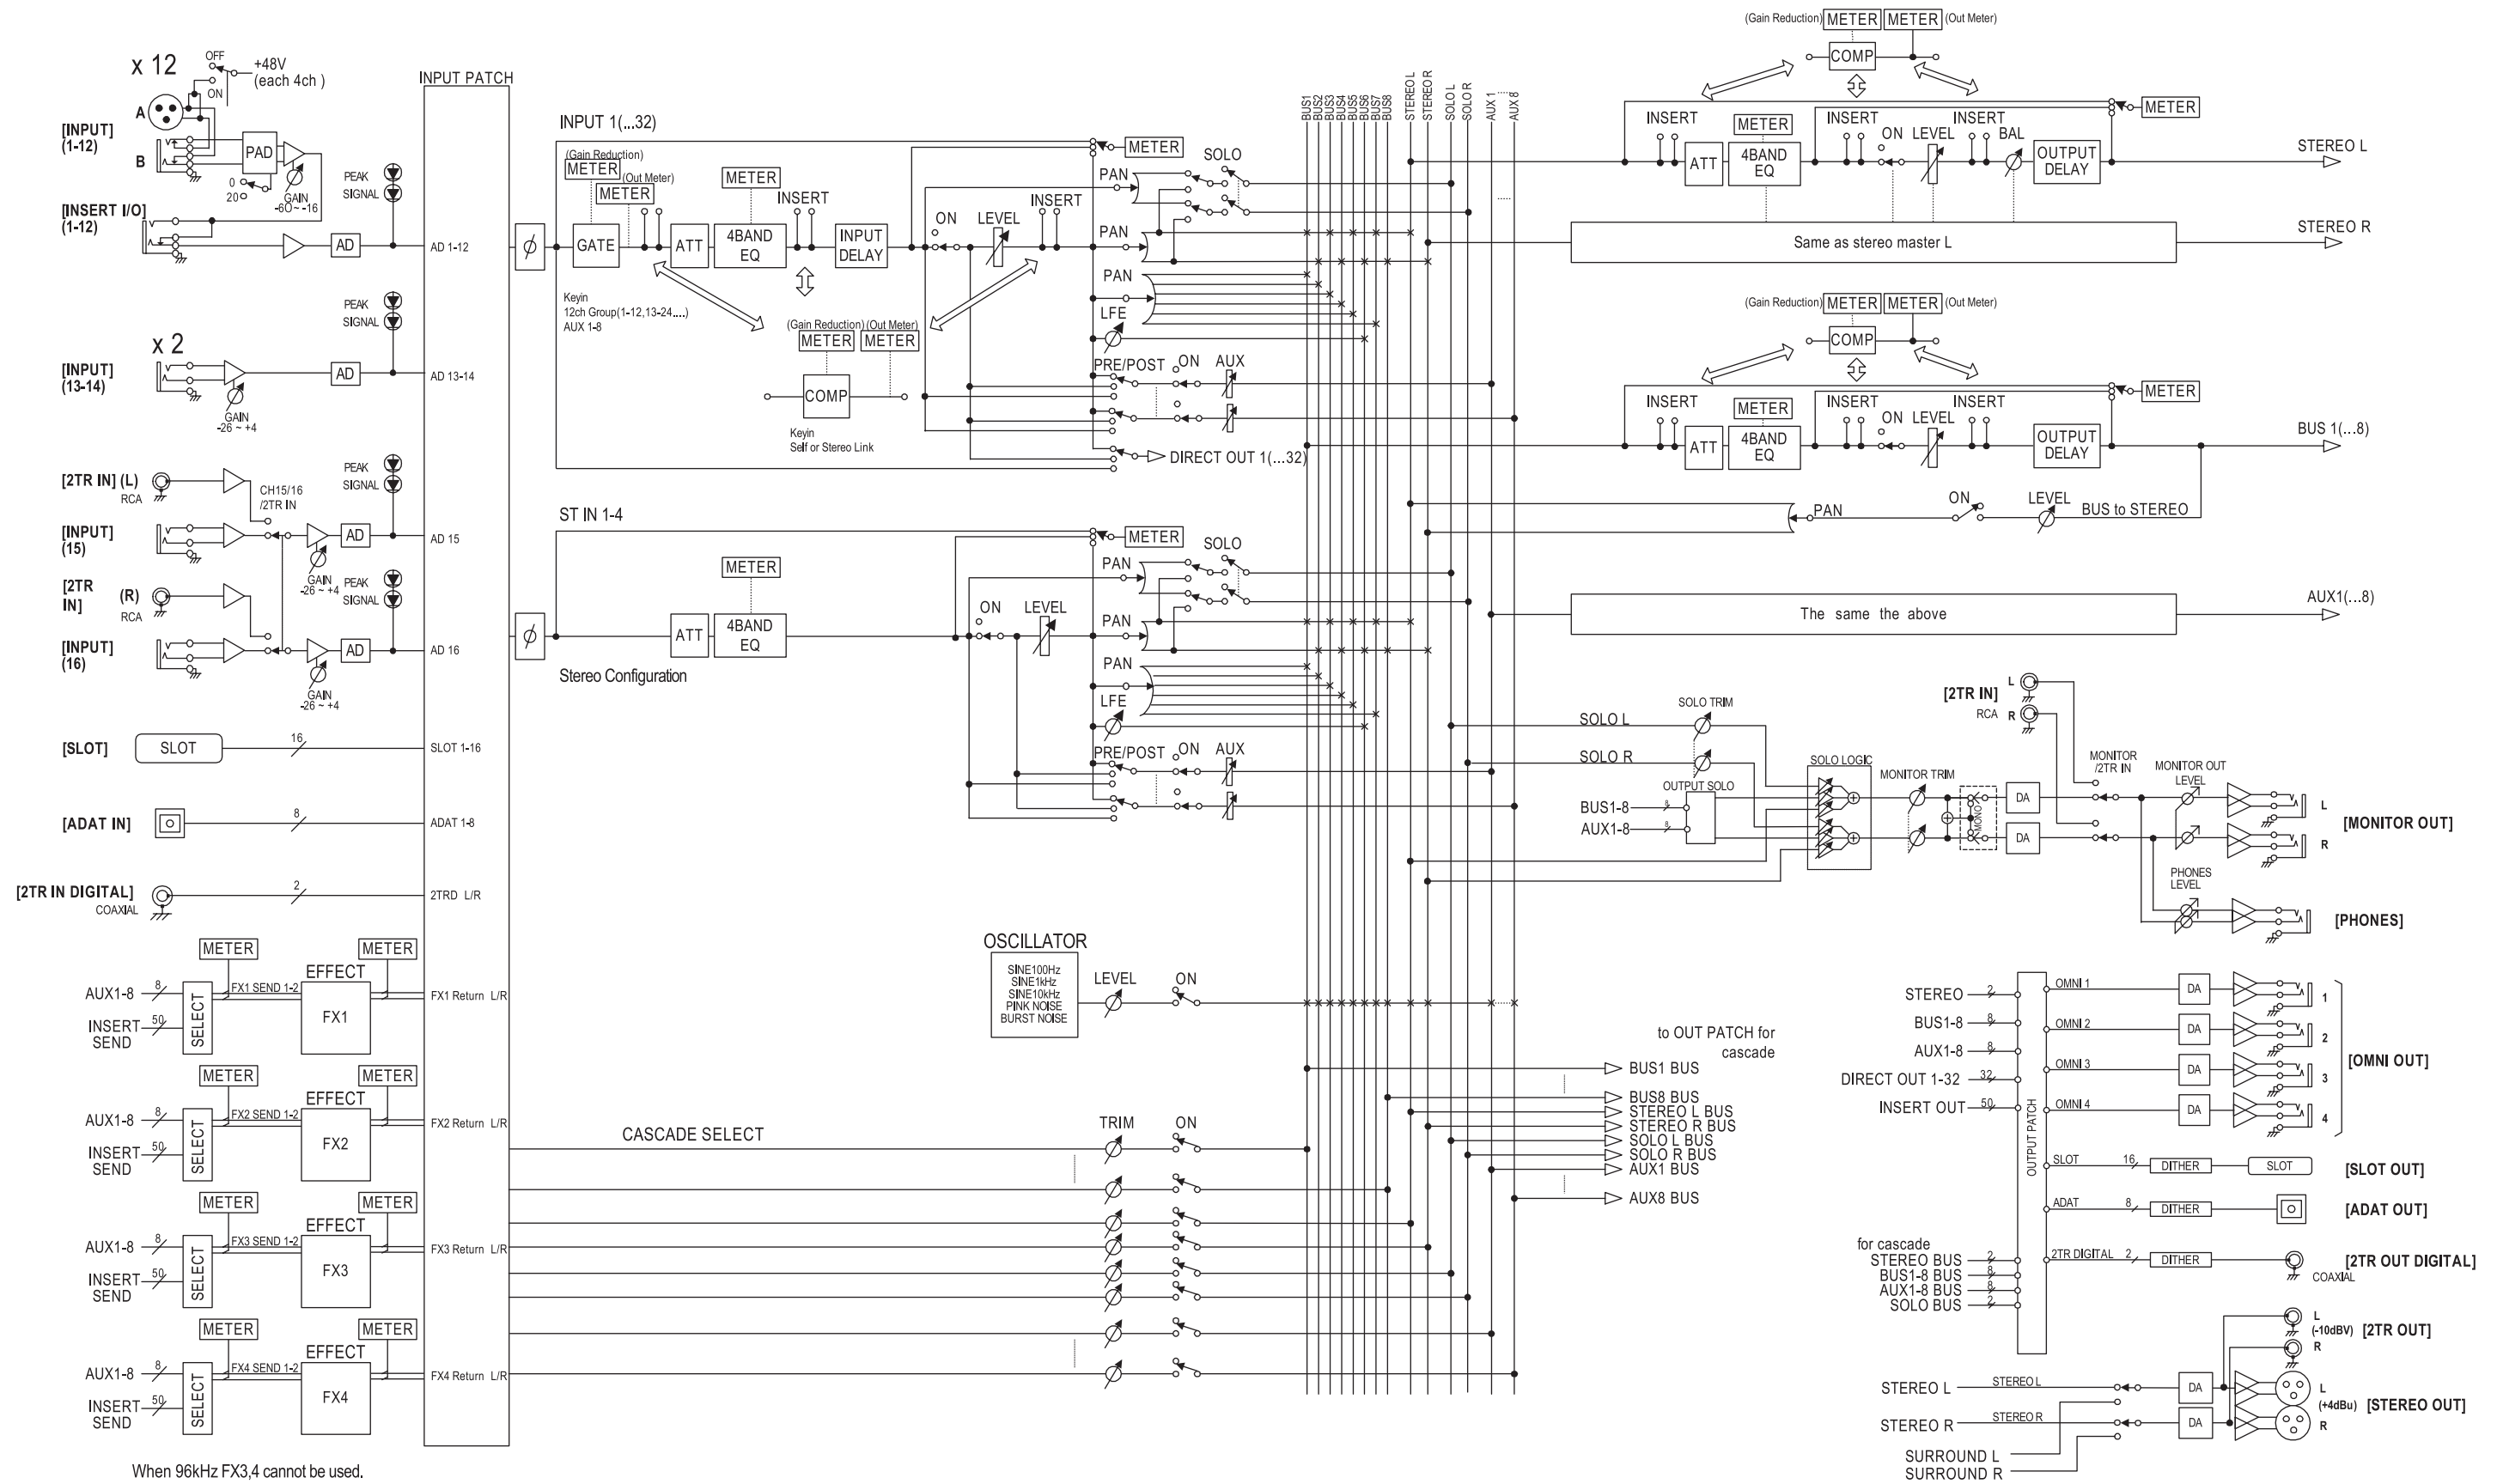 x 12
OFF
+48V
(each 4ch )
ON
A
[INPUT]
(1-12)
B
PAD
0
20
GAIN
-60~ -16
PEAK
SIGNAL
[INSERT I/O]
(1-12)
AD
x 2
[INPUT]
(13-14)
GAIN
-26 ~ +4
AD
PEAK
SIGNAL
[2TR IN] (L)
RCA
CH15/16
/2TR IN
PEAK
SIGNAL
[INPUT]
(15)
AD
GAIN
-26 ~ +4
[2TR
IN]
(R)
RCA
PEAK
SIGNAL
[INPUT]
(16)
AD
GAIN
-26 ~ +4
[SLOT]
SLOT
16
[ADAT IN]
8
[2TR IN DIGITAL]
COAXIAL
2
METER
METER
EFFECT
AUX1-8
8
FX1 SEND 1-2
SELECT
FX1
INSERT
SEND
50
METER
METER
EFFECT
AUX1-8
8
FX2 SEND 1-2
SELECT
FX2
INSERT
SEND
50
METER
METER
EFFECT
AUX1-8
8
FX3 SEND 1-2
SELECT
FX3
INSERT
SEND
50
METER
METER
EFFECT
AUX1-8
8
FX4 SEND 1-2
SELECT
FX4
INSERT
SEND
50
When 96kHz FX3,4 cannot be used.
INPUT PATCH
AD 1-12
AD 13-14
AD 15
AD 16
SLOT 1-16
ADAT 1-8
2TRD L/R
FX1 Return L/R
FX2 Return L/R
FX3 Return L/R
FX4 Return L/R
INPUT 1(...32)
(Gain Reduction)
METER
(Out Meter)
METER
METER
INSERT
ϕ
GATE
ATT
4BAND
EQ
INPUT
DELAY
ON
LEVEL
INSERT
METER
SOLO
PAN
PAN
PAN
LFE
PRE/POST
ON
AUX
DIRECT OUT 1(...32)
Keyin
12ch Group(1-12,13-24....)
AUX 1-8
(Gain Reduction)
(Out Meter)
METER
METER
COMP
Keyin
Self or Stereo Link
ST IN 1-4
METER
ϕ
ATT
4BAND
EQ
Stereo Configuration
ON
LEVEL
METER
SOLO
PAN
PAN
PAN
LFE
PRE/POST
ON
AUX
OSCILLATOR
SINE100Hz
SINE1kHz
SINE10kHz
PINK NOISE
BURST NOISE
LEVEL
ON
CASCADE SELECT
TRIM
ON
BUS1
BUS2
BUS3
BUS4
BUS5
BUS6
BUS7
BUS8
STEREO L
STEREO R
SOLO L
SOLO R
AUX 1
AUX 8
to OUT PATCH for
cascade
BUS1 BUS
BUS8 BUS
STEREO L BUS
STEREO R BUS
SOLO L BUS
SOLO R BUS
AUX1 BUS
AUX8 BUS
(Gain Reduction)
METER
METER
(Out Meter)
COMP
METER
INSERT
METER
INSERT
ON
LEVEL
INSERT
BAL
ATT
4BAND
EQ
OUTPUT
DELAY
STEREO L
Same as stereo master L
STEREO R
(Gain Reduction)
METER
METER
(Out Meter)
COMP
METER
INSERT
METER
INSERT
ON
LEVEL
INSERT
ATT
4BAND
EQ
OUTPUT
DELAY
BUS 1(...8)
PAN
ON
LEVEL
BUS to STEREO
The same the above
AUX1(...8)
[2TR IN]
RCA
L
R
SOLO TRIM
SOLO L
SOLO R
OUTPUT SOLO
BUS1-8
8
AUX1-8
8
SOLO LOGIC
MONITOR TRIM
MONO
DA
DA
MONITOR
/2TR IN
MONITOR OUT
LEVEL
L
[MONITOR OUT]
R
PHONES
LEVEL
[PHONES]
STEREO
2
BUS1-8
8
AUX1-8
8
DIRECT OUT 1-32
32
INSERT OUT
50
OUTPUT PATCH
OMNI 1
DA
1
OMNI 2
DA
2
[OMNI OUT]
OMNI 3
DA
3
OMNI 4
DA
4
SLOT
16
DITHER
SLOT
[SLOT OUT]
ADAT
8
DITHER
[ADAT OUT]
for cascade
STEREO BUS
2
BUS1-8 BUS
8
AUX1-8 BUS
8
SOLO BUS
2
2TR DIGITAL
2
DITHER
[2TR OUT DIGITAL]
COAXIAL
L
(-10dBV)
[2TR OUT]
R
STEREO L
STEREO L
DA
L
(+4dBu)
[STEREO OUT]
STEREO R
STEREO R
DA
R
SURROUND L
SURROUND R